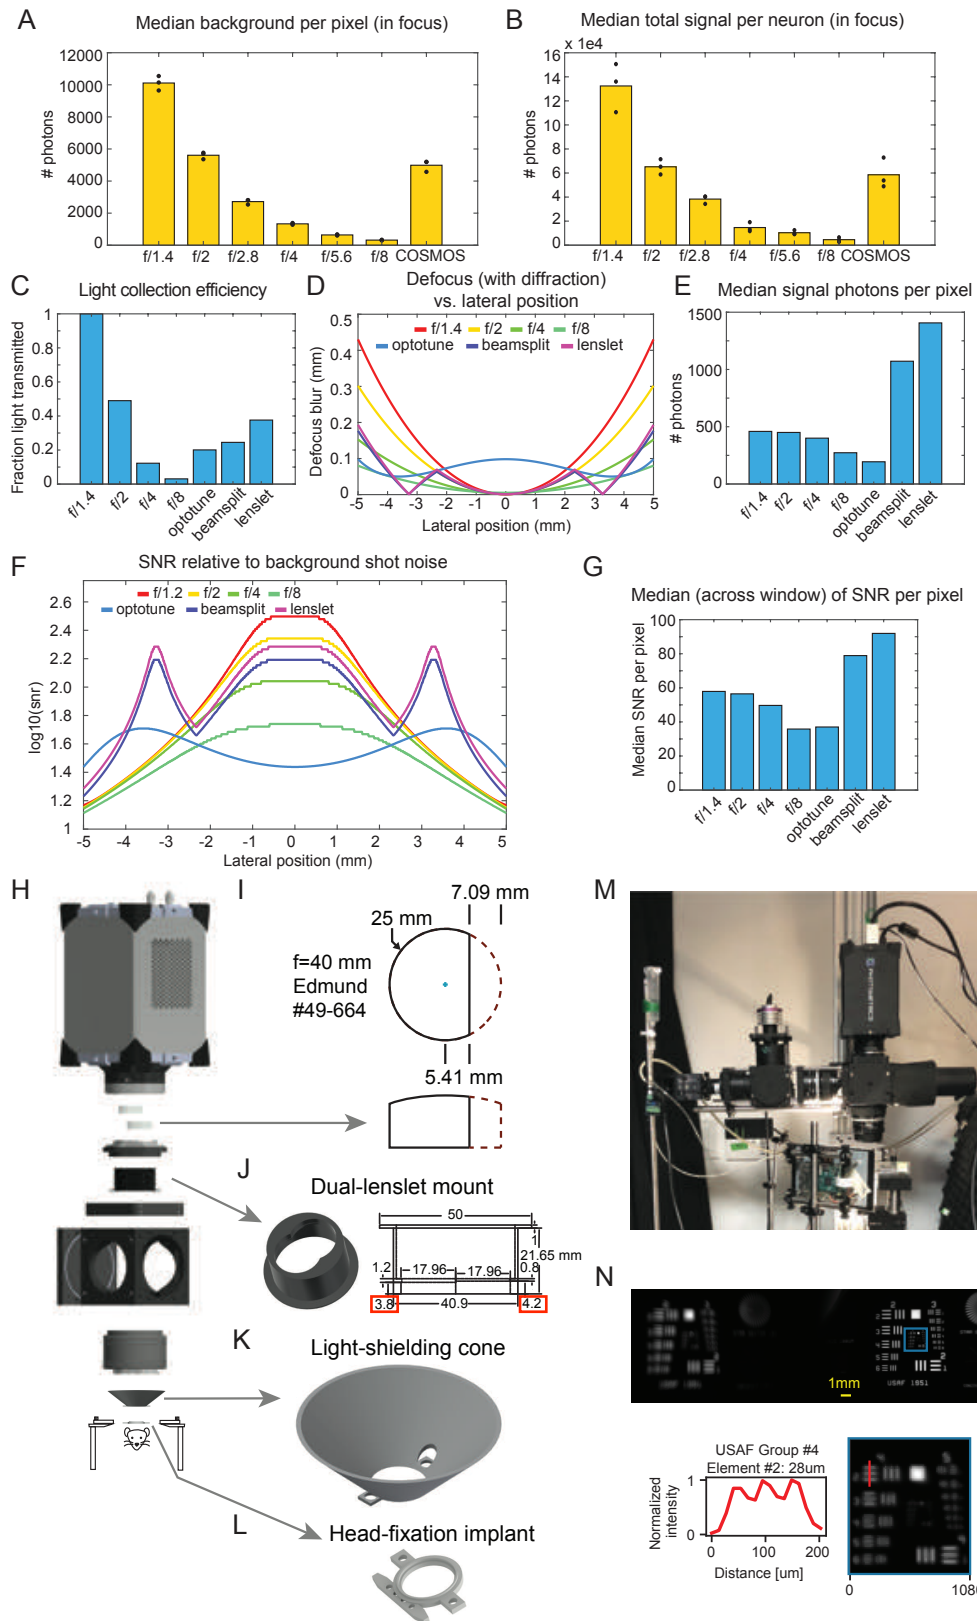 A
Median background per pixel (in focus)
# photons
10000
8000
6000
4000
2000
0
f/1.4 f/2 f/2.8 f/4 f/5.6 f/8 COSMOS
B
Median total signal per neuron (in focus)
x 1e4
# photons
16
14
12
10
8
6
4
2
0
f/1.4 f/2 f/2.8 f/4 f/5.6 f/8 COSMOS
C
Light collection efficiency
Fraction light transmitted
1
0.8
0.6
0.4
0.2
0
f/1.4 f/2 f/4 f/8 optotune beamsplit lenslet
D
Defocus (with diffraction)
vs. lateral position
f/1.4 f/2 f/4 f/8
optotune beamsplit lenslet
Defocus blur (mm)
0.5
0.4
0.3
0.2
0.1
0
-5 -4 -3 -2 -1 0 1 2 3 4 5
Lateral position (mm)
E
Median signal photons per pixel
# photons
1500
1000
500
0
f/1.4 f/2 f/4 f/8 optotune beamsplit lenslet
F
SNR relative to background shot noise
f/1.2 f/2 f/4 f/8
optotune beamsplit lenslet
log10(snr)
2.6
2.4
2.2
2.0
1.8
1.6
1.4
1.2
1
-5 -4 -3 -2 -1 0 1 2 3 4 5
Lateral position (mm)
G
Median (across window) of SNR per pixel
Median SNR per pixel
100
80
60
40
20
0
f/1.4 f/2 f/4 f/8 optotune beamsplit lenslet
H
I
7.09 mm
25 mm
f=40 mm
Edmund
#49-664
5.41 mm
J
Dual-lenslet mount
50
1
21.65 mm
1.2 17.96 17.96 0.8
3.8 40.9 4.2
K
Light-shielding cone
L
Head-fixation implant
M
N
1mm
USAF 1951
USAF Group #4
Element #2: 28um
Normalized
intensity
1
0
0 100 200
Distance [um]
0 1080